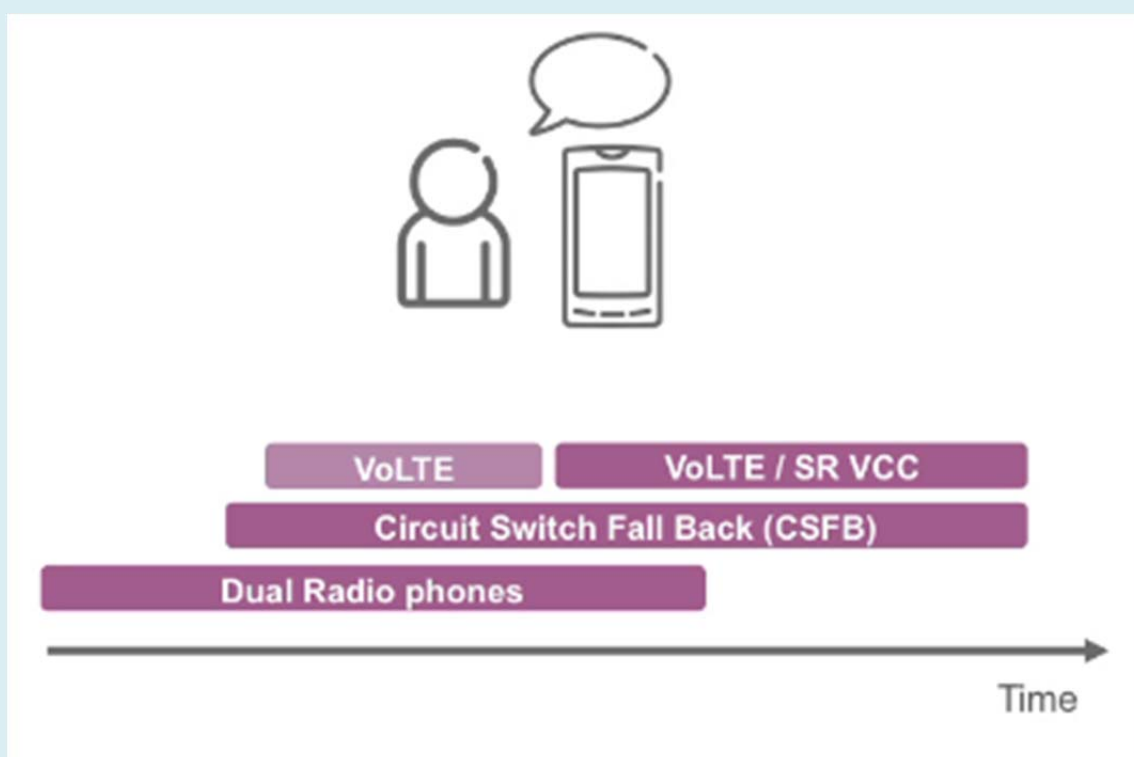 VoLTE
VoLTE / SR VCC
Circuit Switch Fall Back (CSFB)
Dual Radio phones
Time